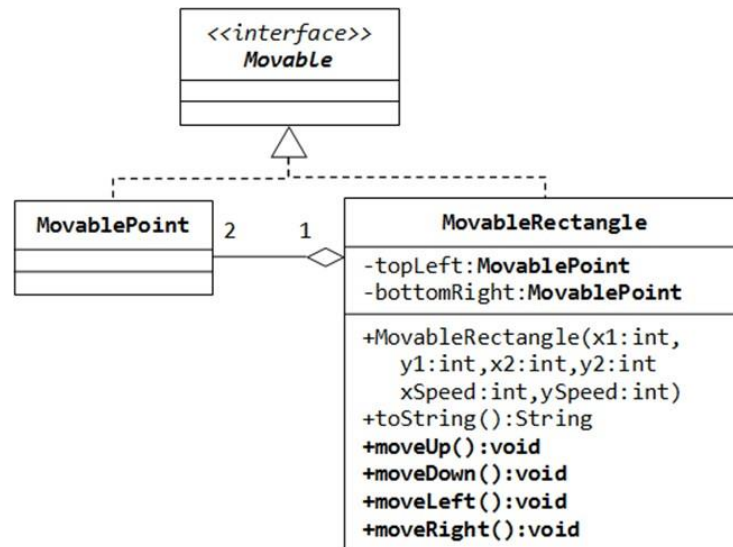 <<interface>>
Movable
MovablePoint
2
1
MovableRectangle
-topLeft:MovablePoint
-bottomRight:MovablePoint
+MovableRectangle(x1:int,
y1:int,x2:int,y2:int
xSpeed:int,ySpeed:int)
+toString():String
+moveUp():void
+moveDown():void
+moveLeft():void
+moveRight():void